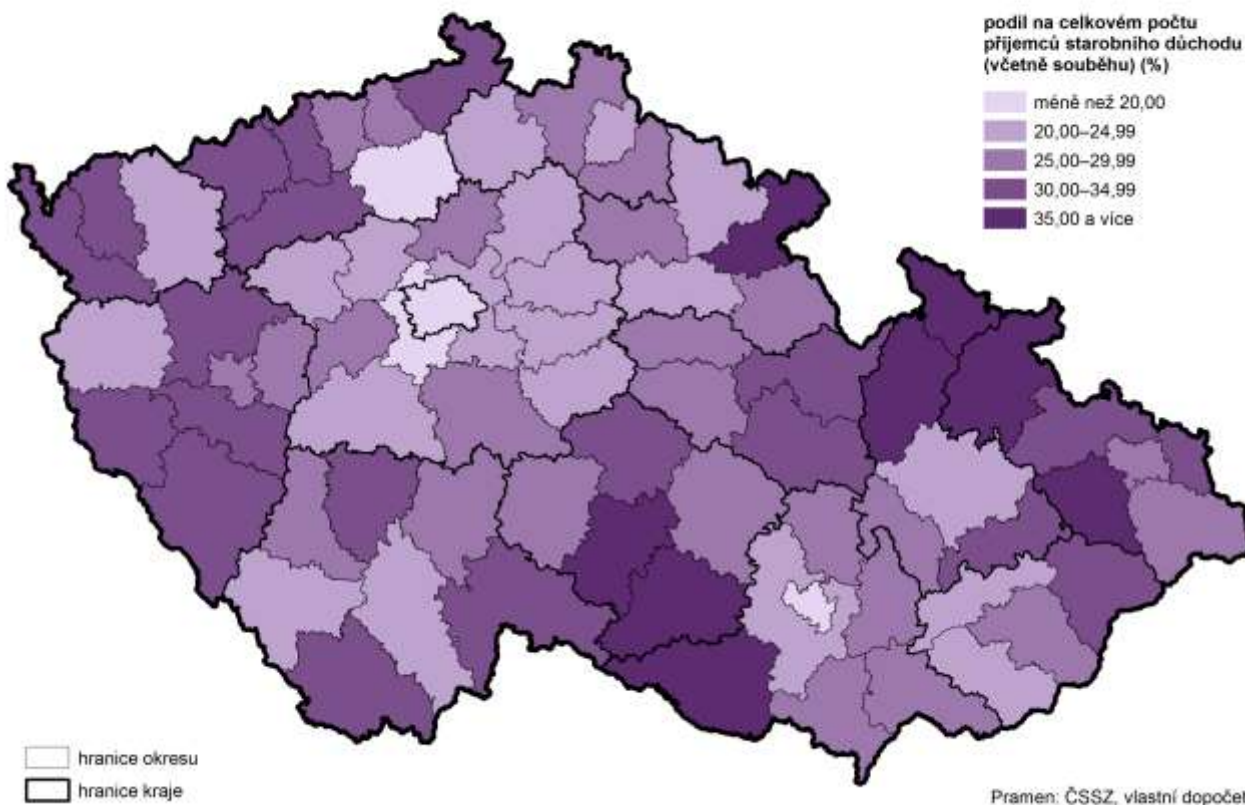 podíl na celkovém počtu
příjemců starobního důchodu
(včetně souběhu) (%)
méně než 20,00
20,00–24,99
25,00–29,99
30,00–34,99
35,00 a více
hranice okresu
hranice kraje
Pramen: ČSSZ, vlastní dopočet